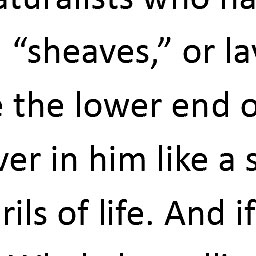 aturalists who ha
“sheaves,” or lav
the lower end o
ver in him like a s
rils of life. And if